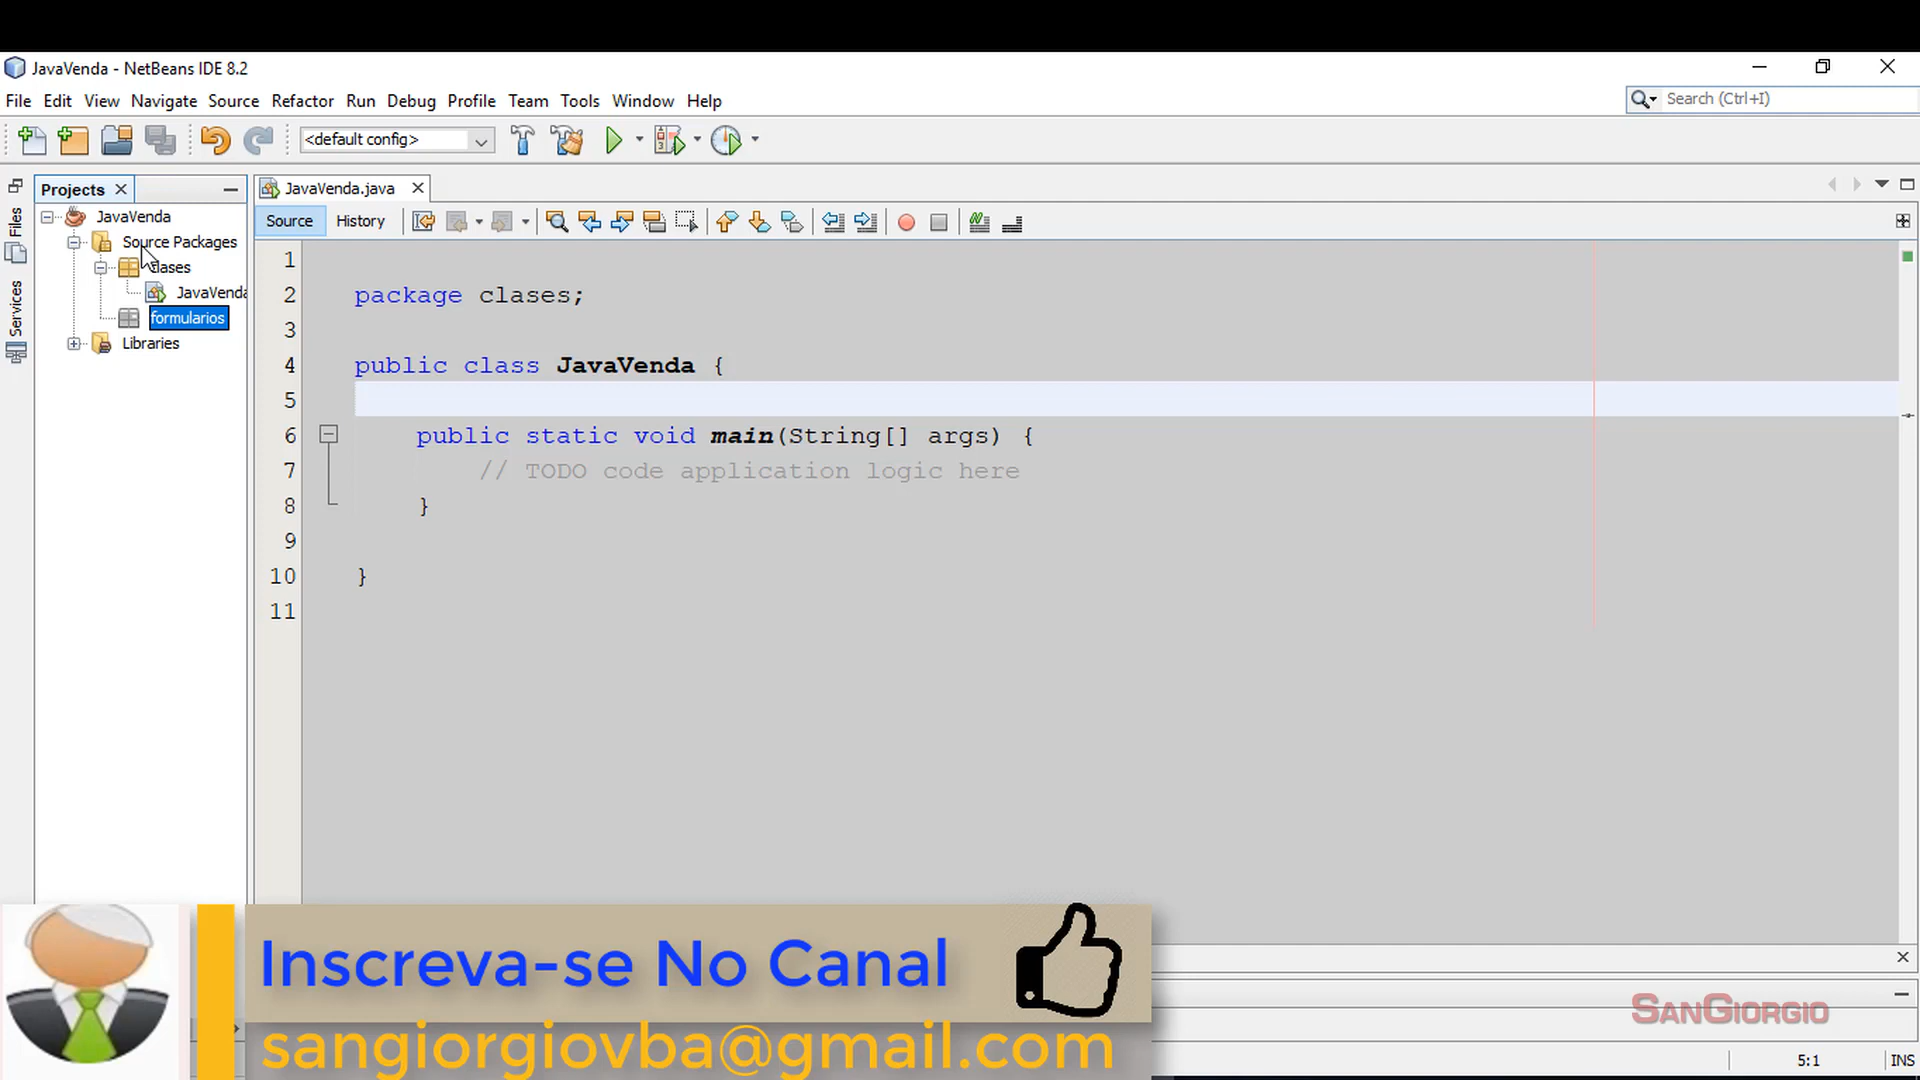 JavaVenda - NetBeans IDE 8.2
File Edit View Navigate Source Refactor Run Debug Profile Team Tools Window Help
Search (Ctrl+I)
<default config>
Projects
JavaVenda.java
Files
Services
JavaVenda
Source Packages
clases
JavaVenda
formularios
Libraries
Source History
1
2 package clases;
3
4 public class JavaVenda {
5
6 public static void main(String[] args) {
7 // TODO code application logic here
8 }
9
10 }
11
Inscreva-se No Canal
sangiorgiovba@gmail.com
SANGIORGIO
5:1 INS